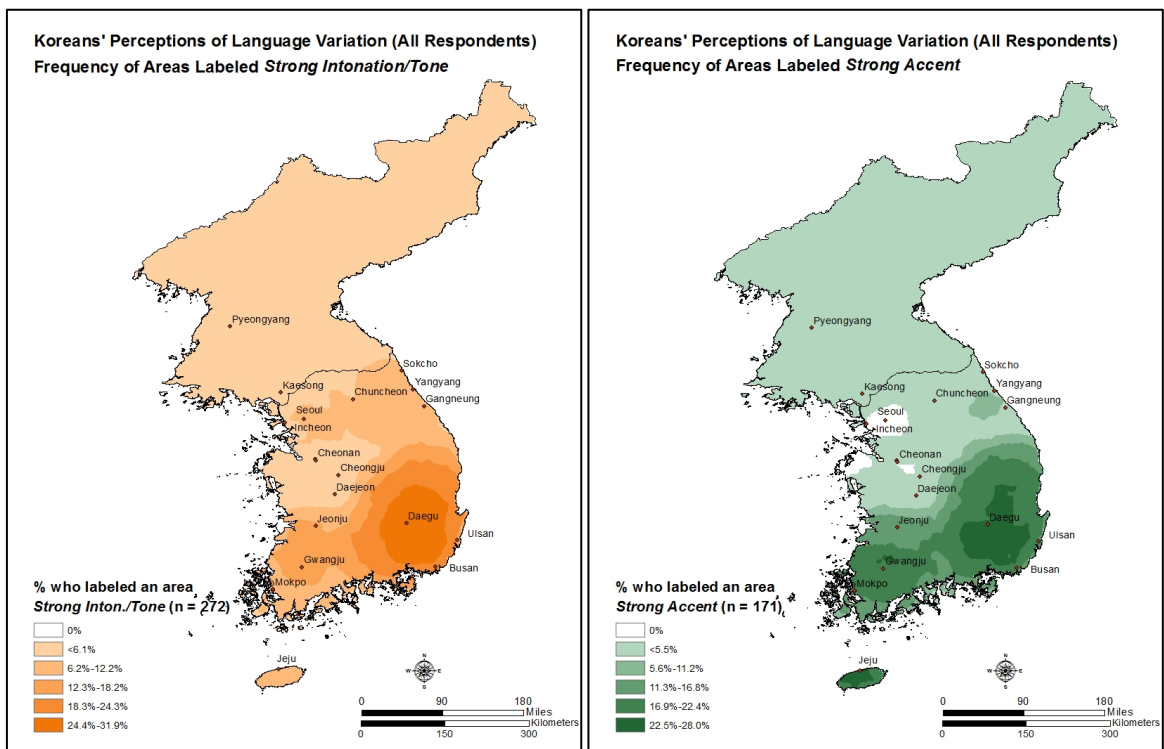 Koreans' Perceptions of Language Variation (All Respondents)
Frequency of Areas Labeled Strong Intonation/Tone
Pyeongyang
Sokcho
Kaesong
Yangyang
Chuncheon
Gangneung
Seoul
Incheon
Cheonan
Cheongju
Daejeon
Jeonju
Daegu
Ulsan
Gwangju
Busan
Mokpo
Jeju
% who labeled an area,
Strong Inton./Tone (n = 272)
0%
<6.1%
6.2%-12.2%
12.3%-18.2%
18.3%-24.3%
24.4%-31.9%
N
W E
S
0 90 180
Miles
Kilometers
0 150 300
Koreans' Perceptions of Language Variation (All Respondents)
Frequency of Areas Labeled Strong Accent
Pyeongyang
Sokcho
Kaesong
Yangyang
Chuncheon
Gangneung
Seoul
Incheon
Cheonan
Cheongju
Daejeon
Jeonju
Daegu
Ulsan
Gwangju
Busan
Mokpo
Jeju
% who labeled an area,
Strong Accent (n = 171)
0%
<5.5%
5.6%-11.2%
11.3%-16.8%
16.9%-22.4%
22.5%-28.0%
N
W E
S
0 90 180
Miles
Kilometers
0 150 300